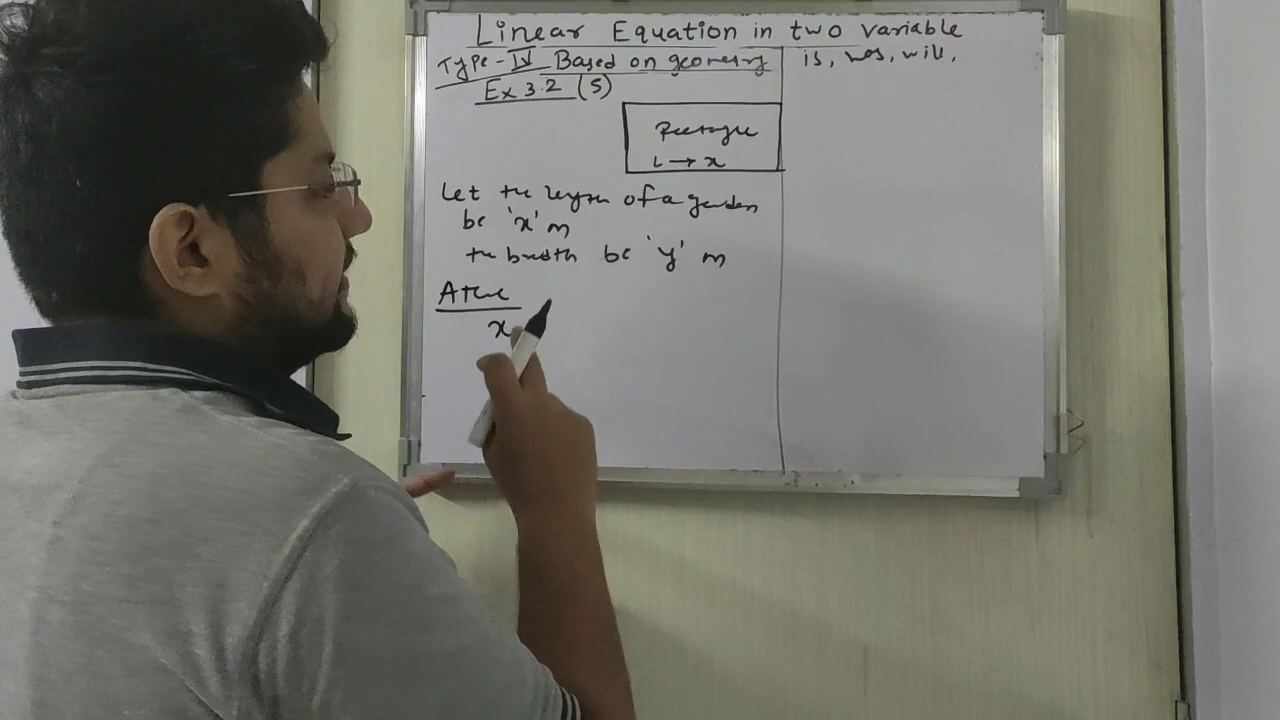 Linear Equation in two variable
Type-IV Based on geometry
is, was, will,
Ex 3.2 (5)
Rectangle
L → x
Let the length of a garden
be 'x' m
the breadth be 'y' m
x